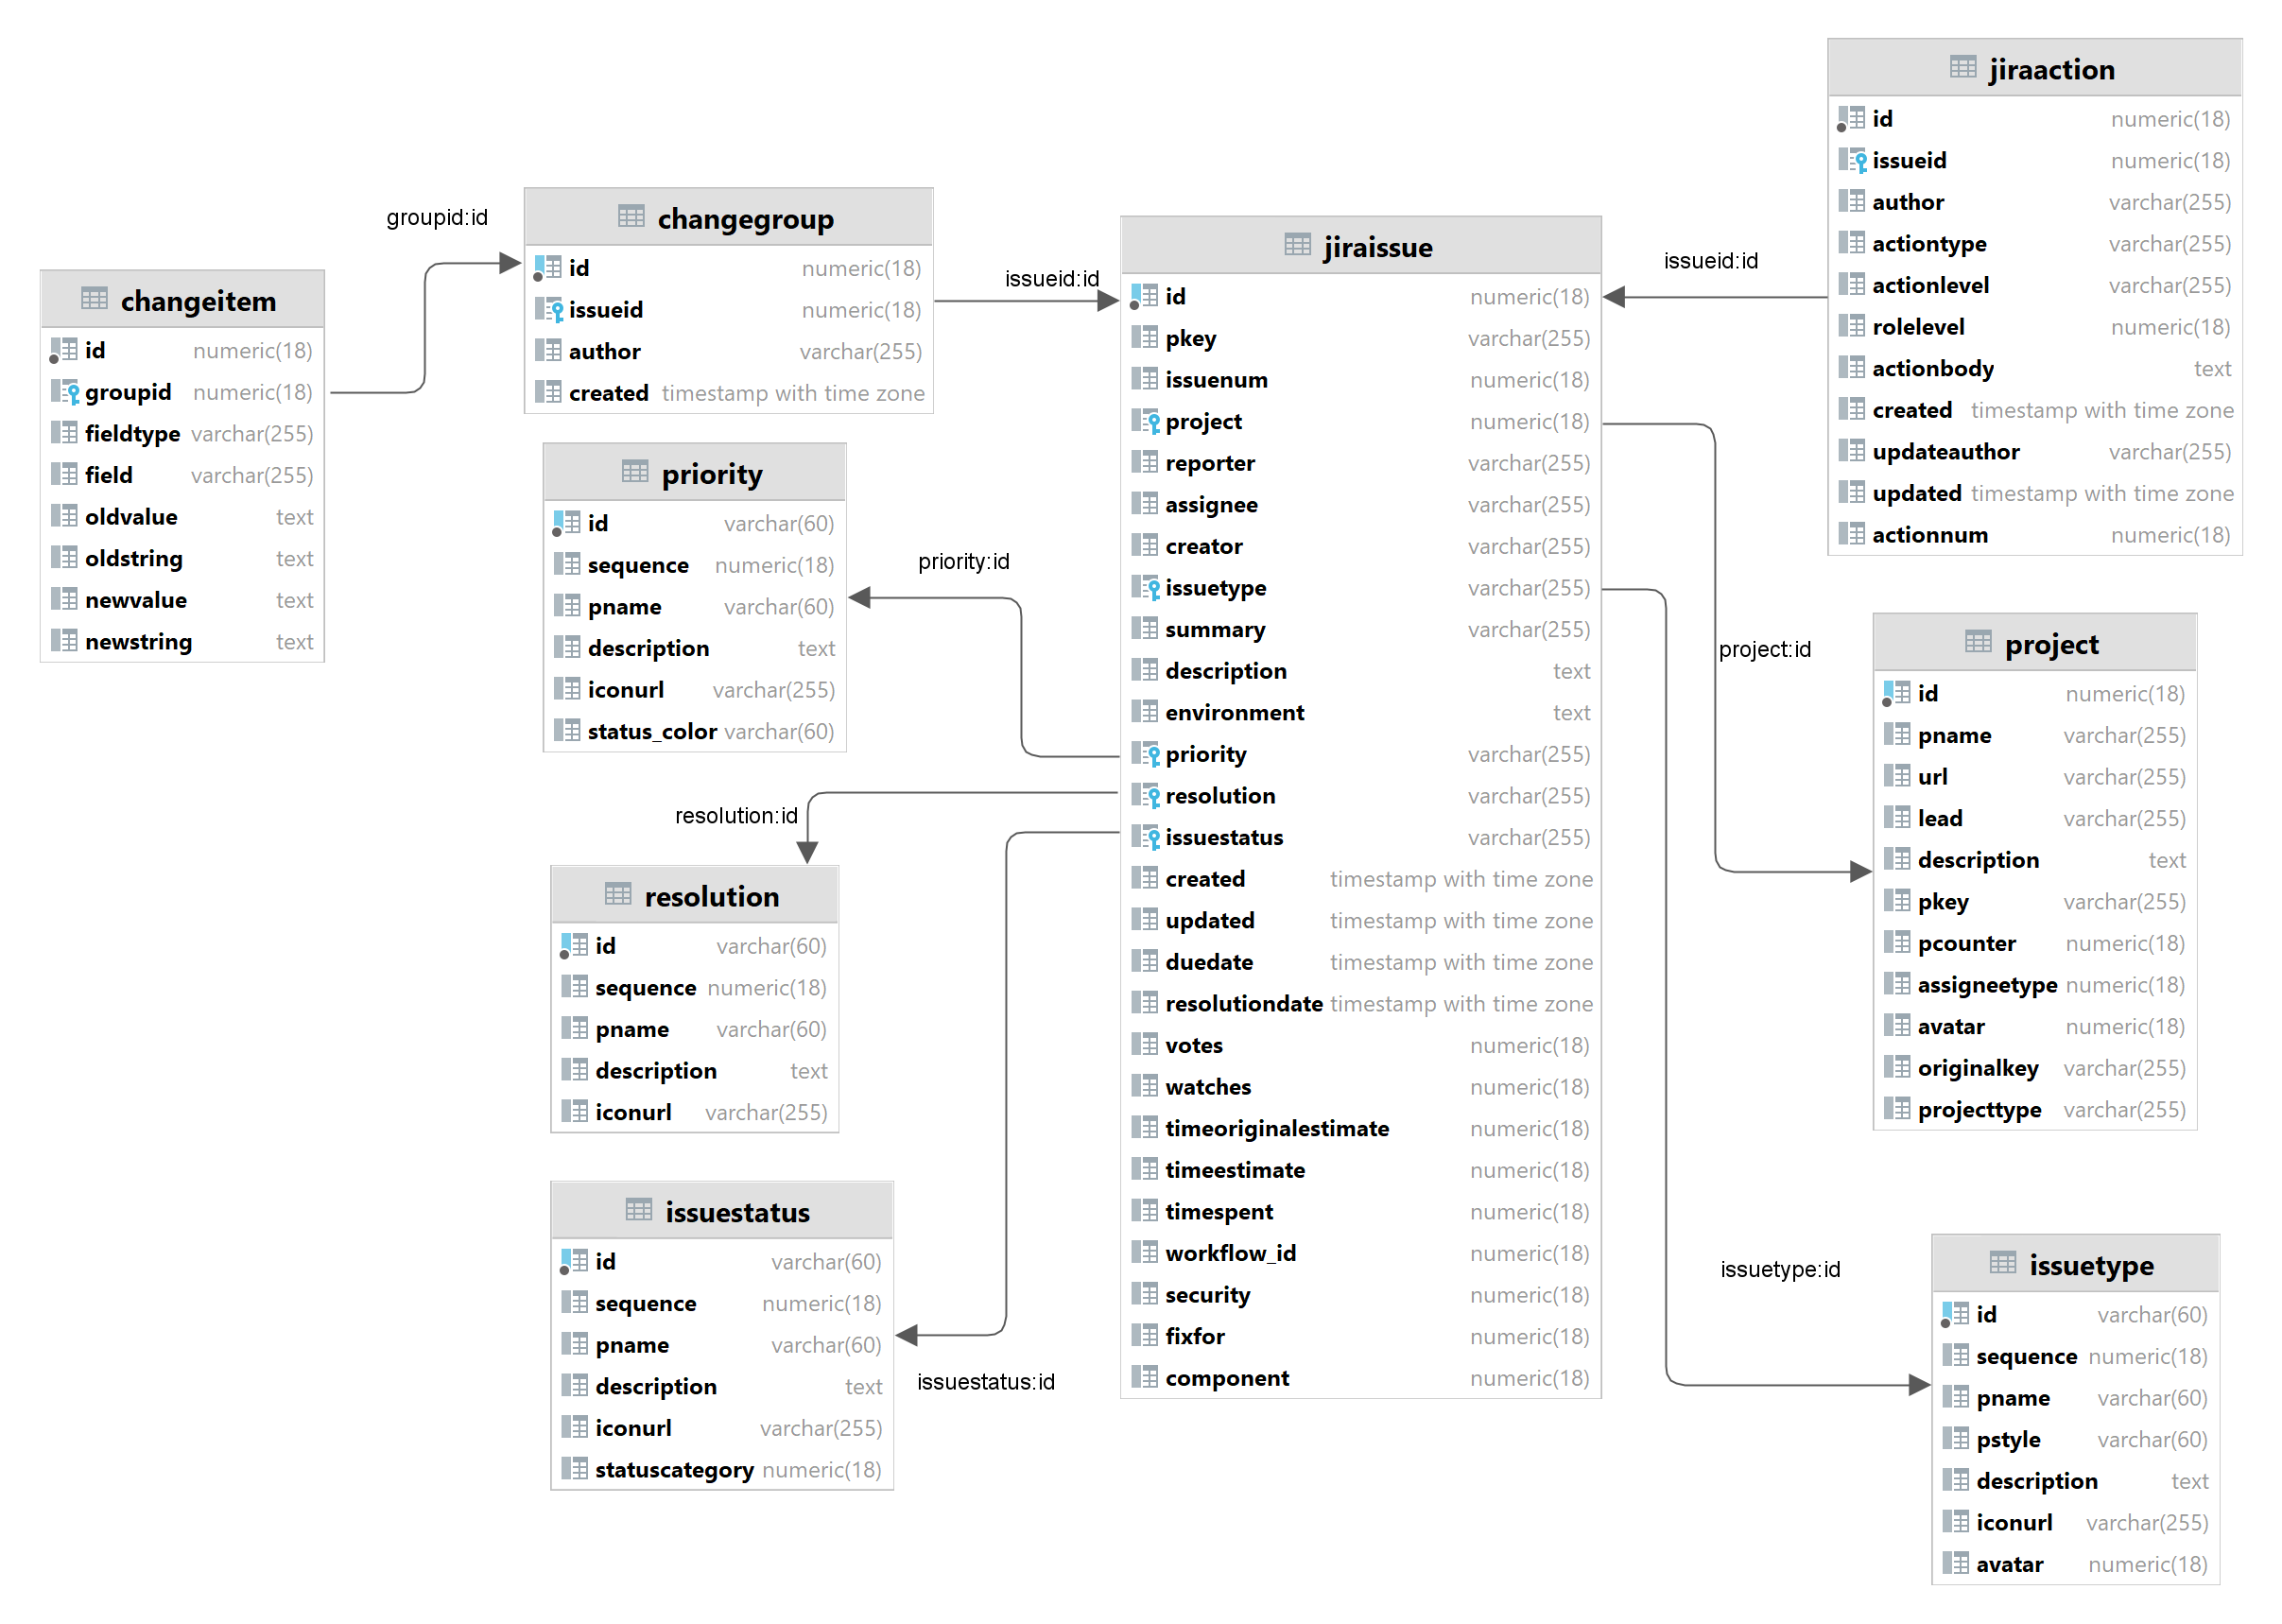 groupid:id
changeitem
id numeric(18)
groupid numeric(18)
fieldtype varchar(255)
field varchar(255)
oldvalue text
oldstring text
newvalue text
newstring text
changegroup
id numeric(18)
issueid numeric(18)
author varchar(255)
created timestamp with time zone
issueid:id
priority
id varchar(60)
sequence numeric(18)
pname varchar(60)
description text
iconurl varchar(255)
status_color varchar(60)
priority:id
resolution:id
resolution
id varchar(60)
sequence numeric(18)
pname varchar(60)
description text
iconurl varchar(255)
issuestatus
id varchar(60)
sequence numeric(18)
pname varchar(60)
description text
iconurl varchar(255)
statuscategory numeric(18)
issuestatus:id
jiraissue
id numeric(18)
pkey varchar(255)
issuenum numeric(18)
project numeric(18)
reporter varchar(255)
assignee varchar(255)
creator varchar(255)
issuetype varchar(255)
summary varchar(255)
description text
environment text
priority varchar(255)
resolution varchar(255)
issuestatus varchar(255)
created timestamp with time zone
updated timestamp with time zone
duedate timestamp with time zone
resolutiondate timestamp with time zone
votes numeric(18)
watches numeric(18)
timeoriginalestimate numeric(18)
timeestimate numeric(18)
timespent numeric(18)
workflow_id numeric(18)
security numeric(18)
fixfor numeric(18)
component numeric(18)
issueid:id
jiraaction
id numeric(18)
issueid numeric(18)
author varchar(255)
actiontype varchar(255)
actionlevel varchar(255)
rolelevel numeric(18)
actionbody text
created timestamp with time zone
updateauthor varchar(255)
updated timestamp with time zone
actionnum numeric(18)
project:id
project
id numeric(18)
pname varchar(255)
url varchar(255)
lead varchar(255)
description text
pkey varchar(255)
pcounter numeric(18)
assigneetype numeric(18)
avatar numeric(18)
originalkey varchar(255)
projecttype varchar(255)
issuetype:id
issuetype
id varchar(60)
sequence numeric(18)
pname varchar(60)
pstyle varchar(60)
description text
iconurl varchar(255)
avatar numeric(18)